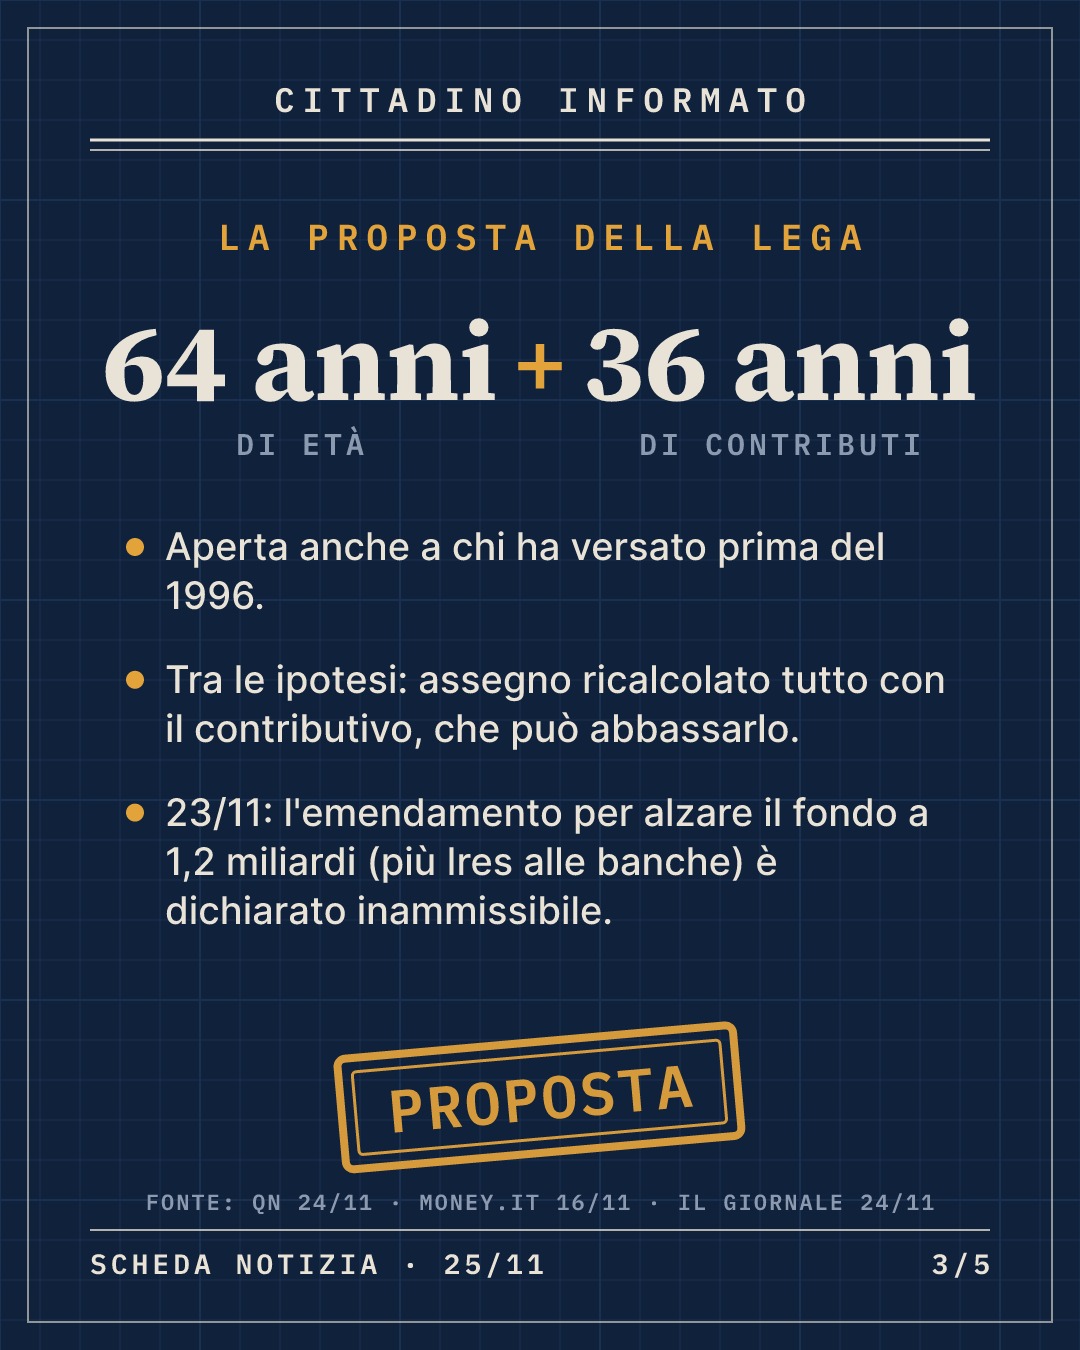 CITTADINO INFORMATO
LA PROPOSTA DELLA LEGA
64 anni + 36 anni
DI ETÀ DI CONTRIBUTI
Aperta anche a chi ha versato prima del
1996.
Tra le ipotesi: assegno ricalcolato tutto con
il contributivo, che può abbassarlo.
23/11: l'emendamento per alzare il fondo a
1,2 miliardi (più Ires alle banche) è
dichiarato inammissibile.
PROPOSTA
FONTE: QN 24/11 · MONEY.IT 16/11 · IL GIORNALE 24/11
SCHEDA NOTIZIA · 25/11 3/5